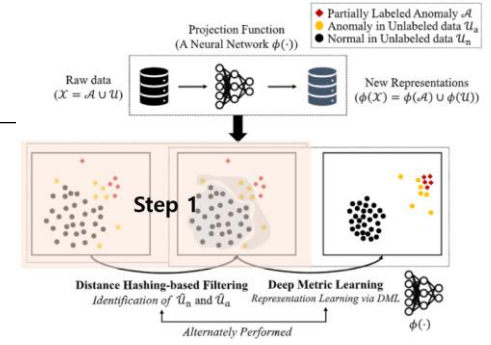 Partially Labeled Anomaly 𝒜
Anomaly in Unlabeled data 𝒰a
Normal in Unlabeled data 𝒰n
Projection Function
(A Neural Network ϕ(·))
Raw data
(𝒳 = 𝒜 ∪ 𝒰)
New Representations
(ϕ(𝒳) = ϕ(𝒜) ∪ ϕ(𝒰))
Step 1
Distance Hashing-based Filtering
Identification of 𝒰̂n and 𝒰̂a
Deep Metric Learning
Representation Learning via DML
ϕ(·)
Alternately Performed